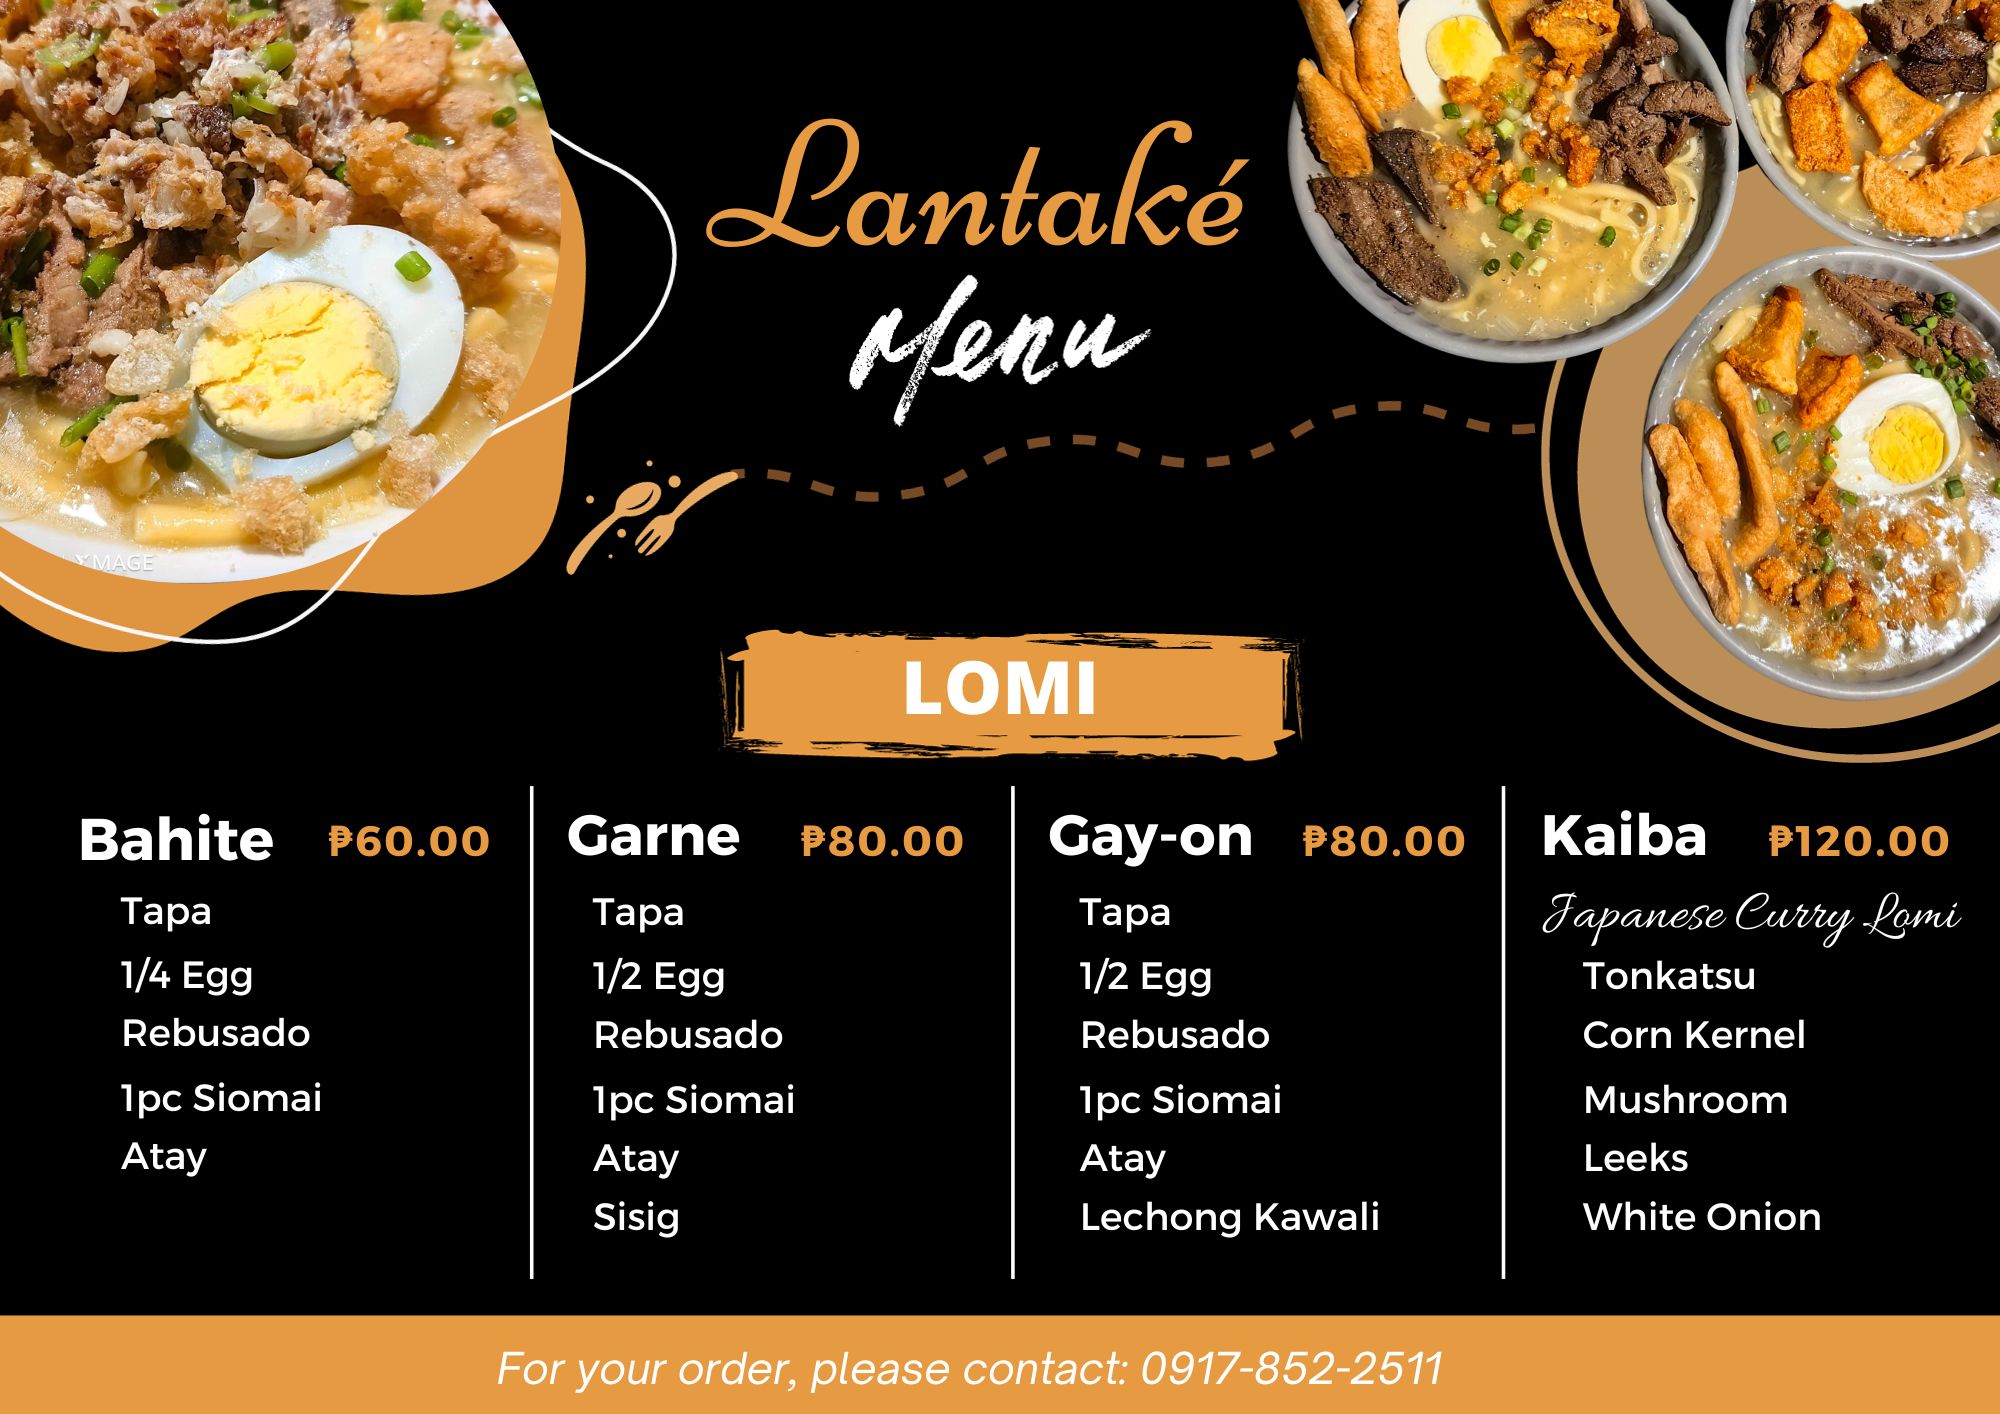 Lantaké
Menu
LOMI
Bahite ₱60.00
Tapa
1/4 Egg
Rebusado
1pc Siomai
Atay
Garne ₱80.00
Tapa
1/2 Egg
Rebusado
1pc Siomai
Atay
Sisig
Gay-on ₱80.00
Tapa
1/2 Egg
Rebusado
1pc Siomai
Atay
Lechong Kawali
Kaiba ₱120.00
Japanese Curry Lomi
Tonkatsu
Corn Kernel
Mushroom
Leeks
White Onion
For your order, please contact: 0917-852-2511